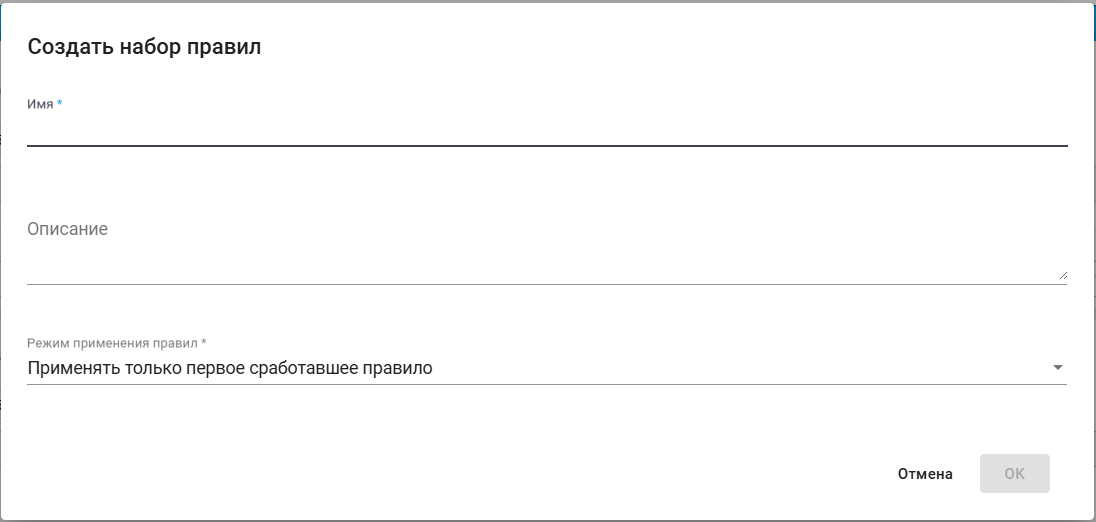 Создать набор правил
Имя *
Описание
Режим применения правил *
Применять только первое сработавшее правило
Отмена OK